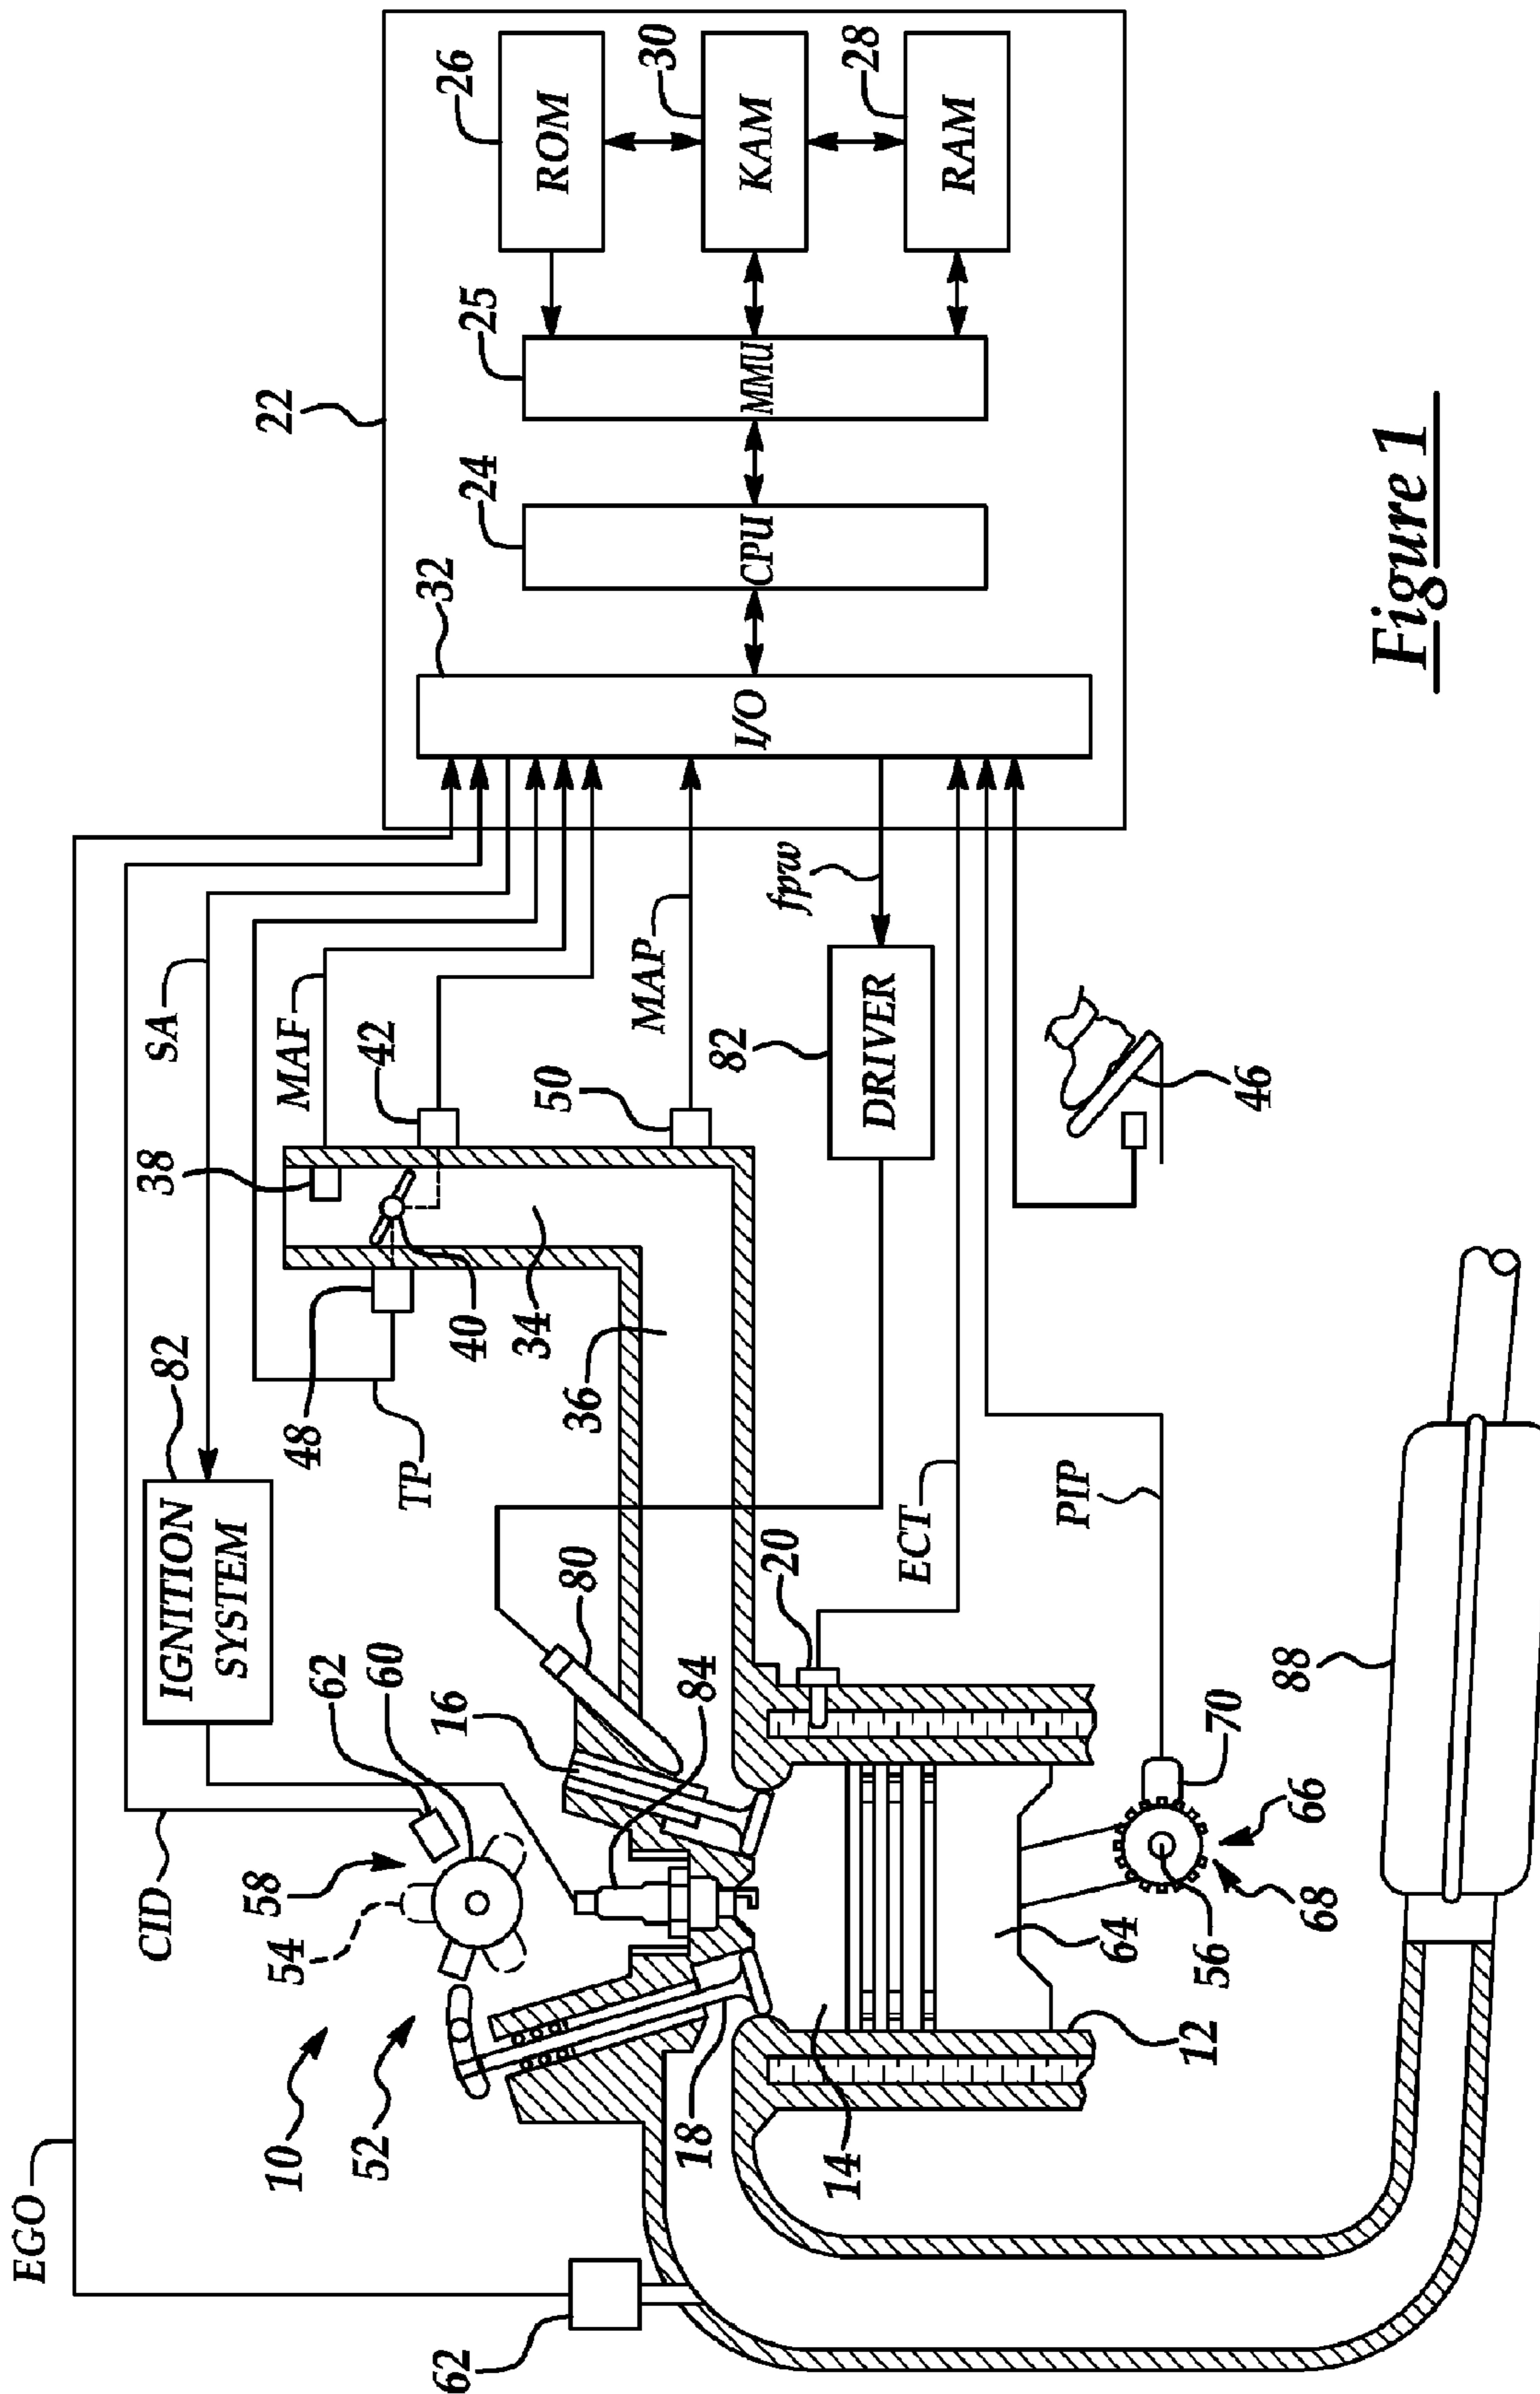 EGO
CID
SA
IGNITION
SYSTEM
82
10
52
54
58
62
60
16
84
80
18
14
12
64
56
68
66
70
20
62
88
TP
48
40
34
36
38
42
50
MAF
MAP
82
DRIVER
fpw
ECT
PIP
46
22
32
I/O
24
CPU
25
MMU
26
ROM
30
KAM
28
RAM
Figure 1